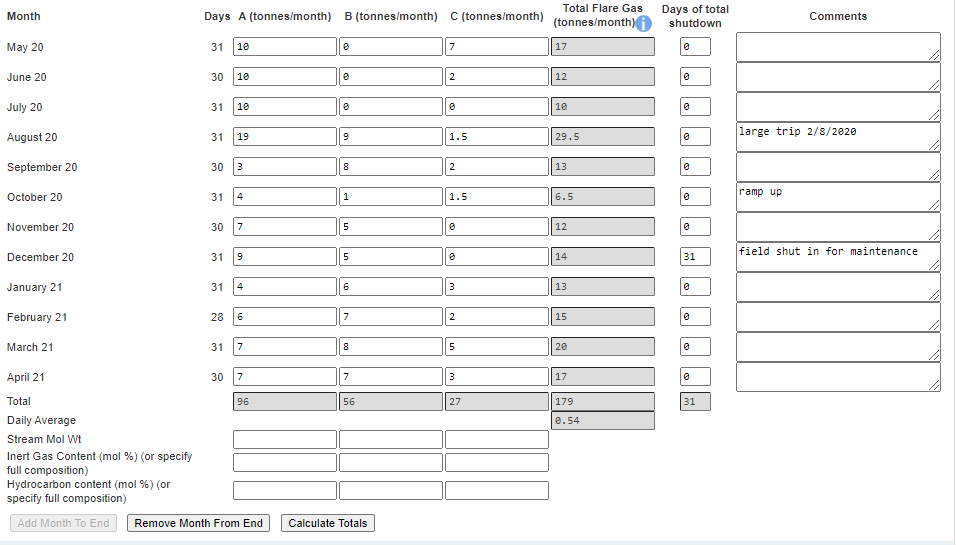 Month Days A (tonnes/month) B (tonnes/month) C (tonnes/month) Total Flare Gas (tonnes/month) i Days of total shutdown Comments
May 20 31 10 0 7 17 0
June 20 30 10 0 2 12 0
July 20 31 10 0 0 10 0
August 20 31 19 9 1.5 29.5 0 large trip 2/8/2020
September 20 30 3 8 2 13 0
October 20 31 4 1 1.5 6.5 0 ramp up
November 20 30 7 5 0 12 0
December 20 31 9 5 0 14 31 field shut in for maintenance
January 21 31 4 6 3 13 0
February 21 28 6 7 2 15 0
March 21 31 7 8 5 20 0
April 21 30 7 7 3 17 0
Total 96 56 27 179 31
Daily Average 0.54
Stream Mol Wt
Inert Gas Content (mol %) (or specify
full composition)
Hydrocarbon content (mol %) (or
specify full composition)
Add Month To End Remove Month From End Calculate Totals